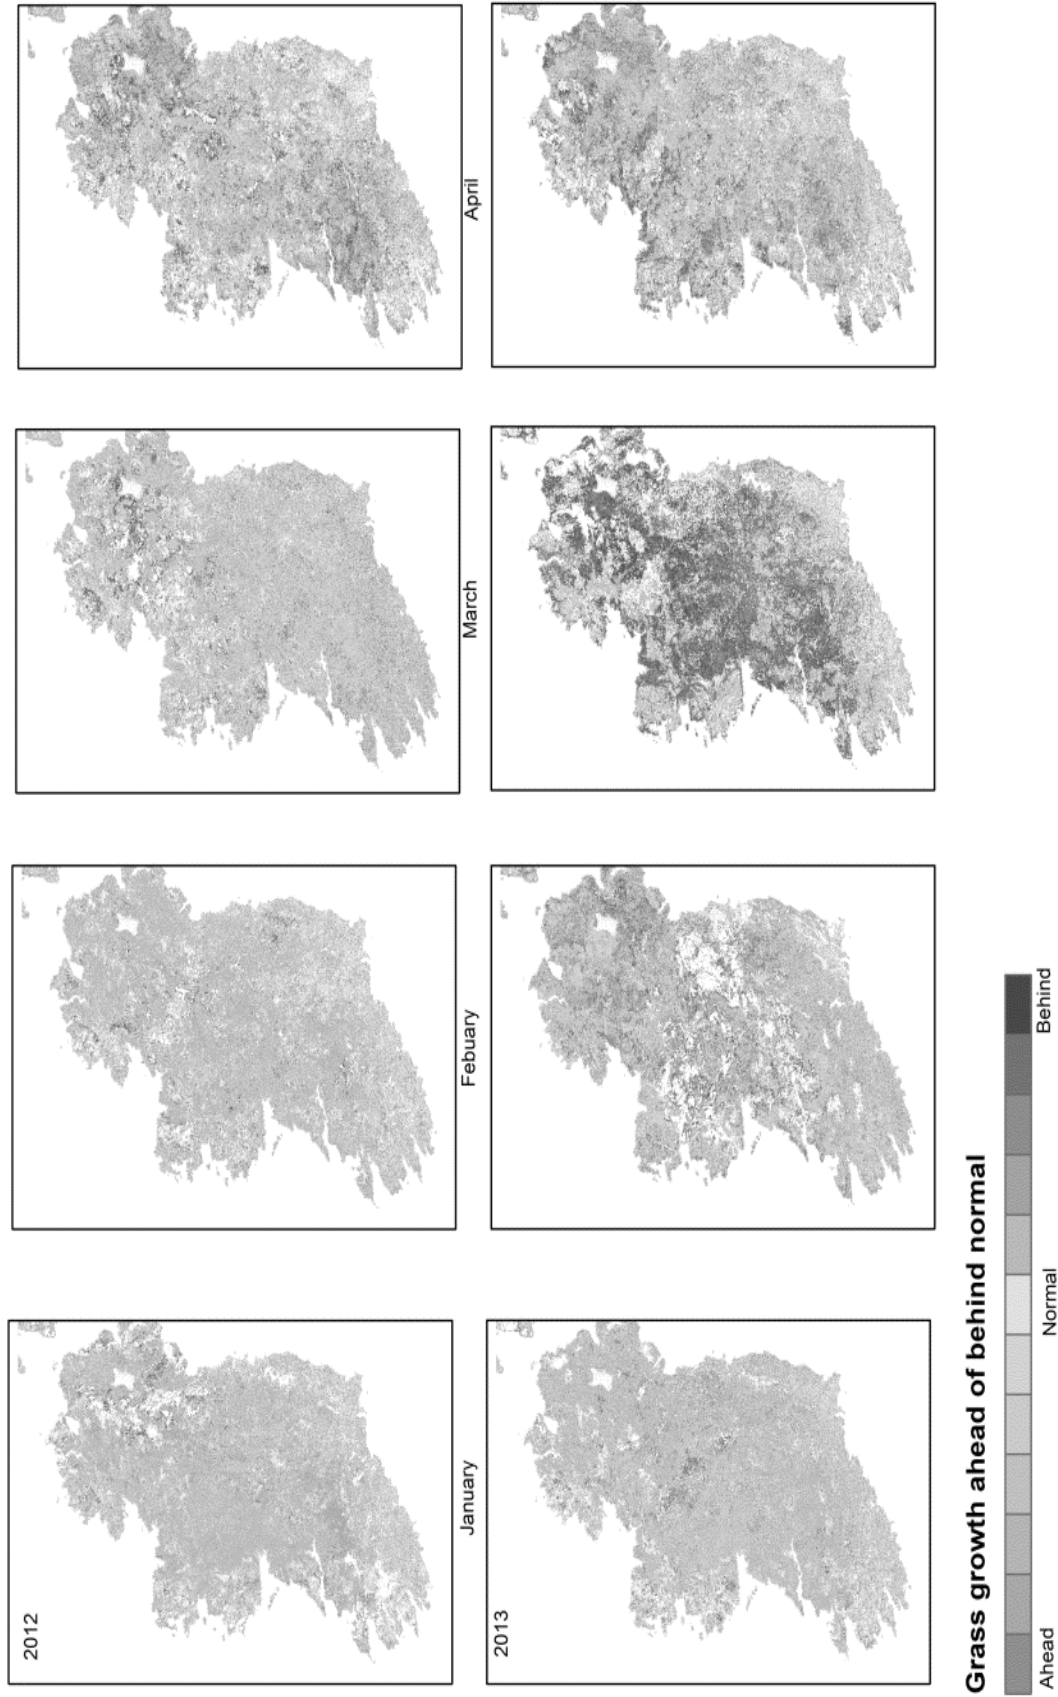 2012
January
Febuary
March
April
2013
Grass growth ahead of behind normal
Ahead
Normal
Behind